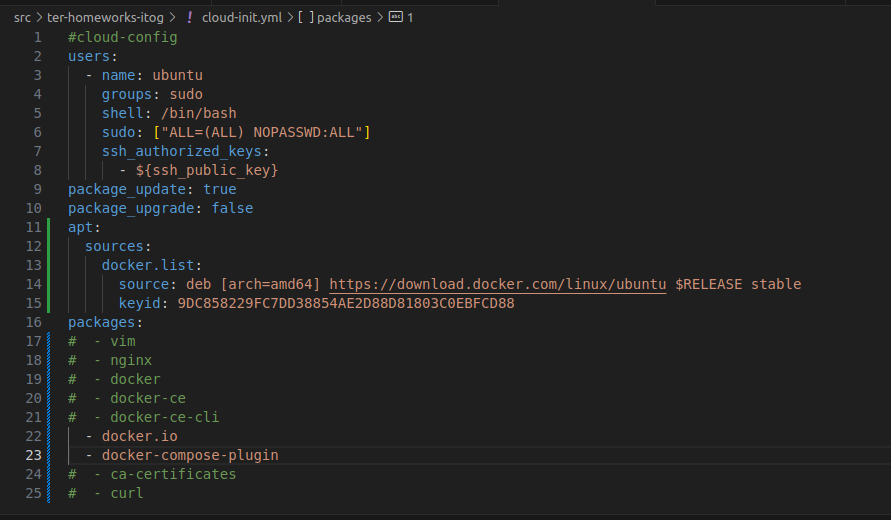 src > ter-homeworks-itog > ! cloud-init.yml > [ ] packages > abc 1
1 #cloud-config
2 users:
3   - name: ubuntu
4     groups: sudo
5     shell: /bin/bash
6     sudo: ["ALL=(ALL) NOPASSWD:ALL"]
7     ssh_authorized_keys:
8       - ${ssh_public_key}
9 package_update: true
10 package_upgrade: false
11 apt:
12   sources:
13     docker.list:
14       source: deb [arch=amd64] https://download.docker.com/linux/ubuntu $RELEASE stable
15       keyid: 9DC858229FC7DD38854AE2D88D81803C0EBFCD88
16 packages:
17 #  - vim
18 #  - nginx
19 #  - docker
20 #  - docker-ce
21 #  - docker-ce-cli
22   - docker.io
23   - docker-compose-plugin
24 #  - ca-certificates
25 #  - curl